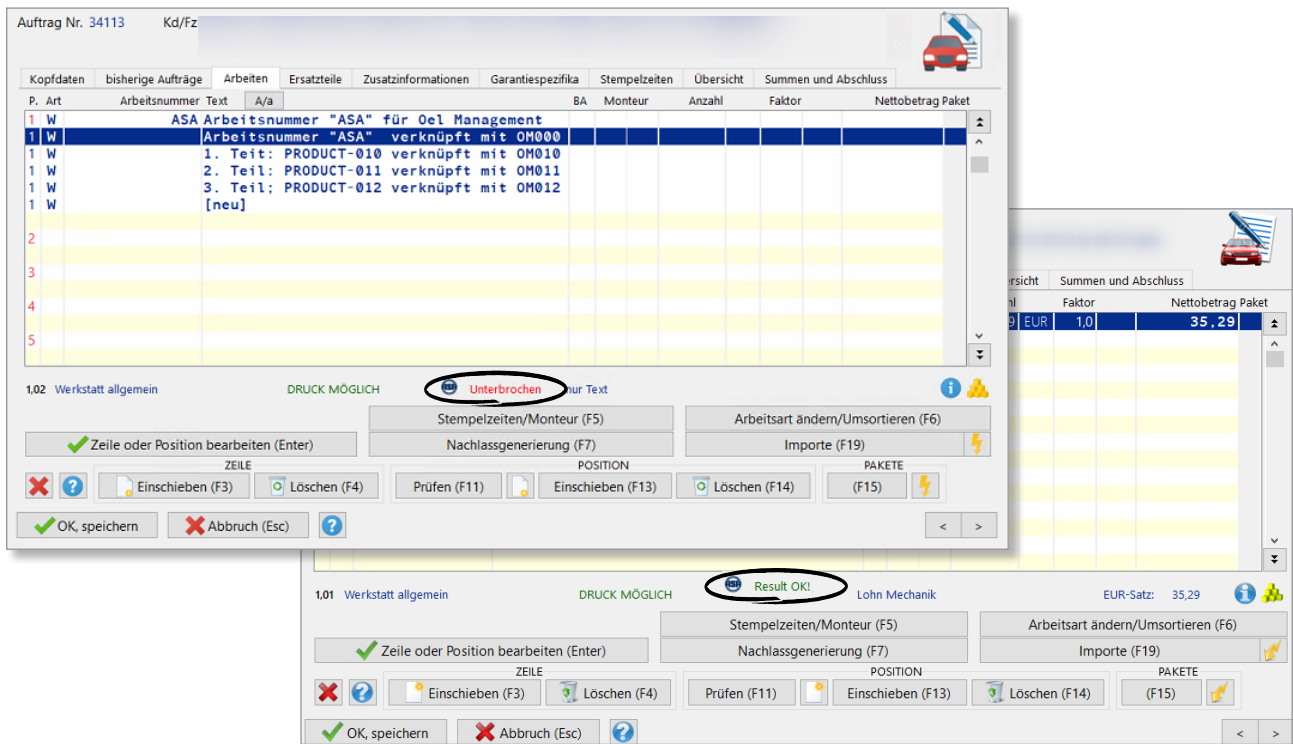 Auftrag Nr. 34113 Kd/Fz
Kopfdaten bisherige Aufträge Arbeiten Ersatzteile Zusatzinformationen Garantiespezifika Stempelzeiten Übersicht Summen und Abschluss
P. Art Arbeitsnummer Text A/a BA Monteur Anzahl Faktor Nettobetrag Paket
1 W ASA Arbeitsnummer "ASA" für Oel Management
1 W Arbeitsnummer "ASA" verknüpft mit OM000
1 W 1. Teit: PRODUCT-010 verknüpft mit OM010
1 W 2. Teil: PRODUCT-011 verknüpft mit OM011
1 W 3. Teil; PRODUCT-012 verknüpft mit OM012
1 W [neu]
2
3
4
5
1,02 Werkstatt allgemein DRUCK MÖGLICH ASA Unterbrochen nur Text
Stempelzeiten/Monteur (F5) Arbeitsart ändern/Umsortieren (F6)
Zeile oder Position bearbeiten (Enter) Nachlassgenerierung (F7) Importe (F19)
ZEILE POSITION PAKETE
Einschieben (F3) Löschen (F4) Prüfen (F11) Einschieben (F13) Löschen (F14) (F15)
OK, speichern Abbruch (Esc) < >
rsicht Summen und Abschluss
hl Faktor Nettobetrag Paket
9 EUR 1,0 35,29
1,01 Werkstatt allgemein DRUCK MÖGLICH ASA Result OK! Lohn Mechanik EUR-Satz: 35,29
Stempelzeiten/Monteur (F5) Arbeitsart ändern/Umsortieren (F6)
Zeile oder Position bearbeiten (Enter) Nachlassgenerierung (F7) Importe (F19)
ZEILE POSITION PAKETE
Einschieben (F3) Löschen (F4) Prüfen (F11) Einschieben (F13) Löschen (F14) (F15)
OK, speichern Abbruch (Esc) < >